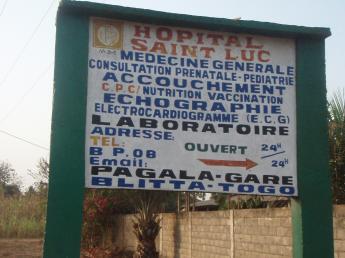 HOPITAL
SAINT LUC
MEDECINE GENERALE
CONSULTATION PRENATALE-PEDIATRIE
ACCOUCHEMENT
C.P.C/NUTRITION VACCINATION
ECHOGRAPHIE
ELECTROCARDIOGRAMME (E.C.G)
LABORATOIRE
ADRESSE:
TEL:
OUVERT 24H/24H
B P.08
Email:
PAGALA-GARE
BLITTA-TOGO